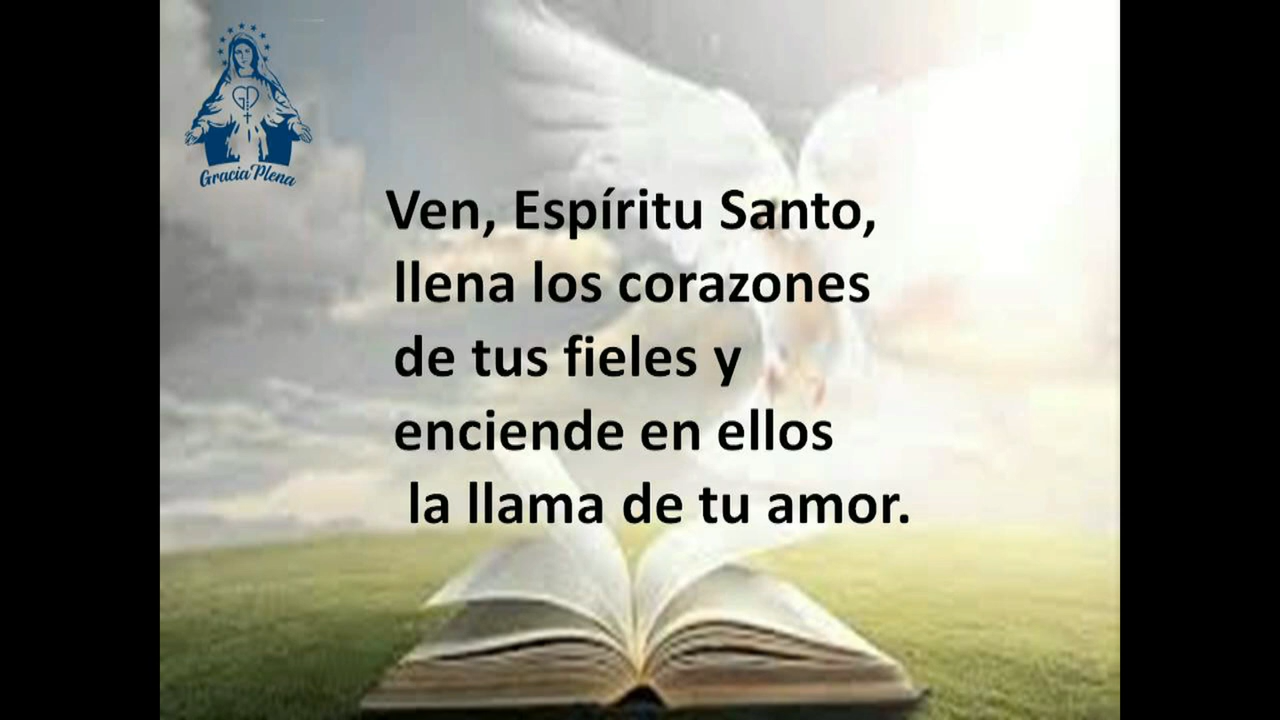 Gracia Plena
Ven, Espíritu Santo,
llena los corazones
de tus fieles y
enciende en ellos
la llama de tu amor.